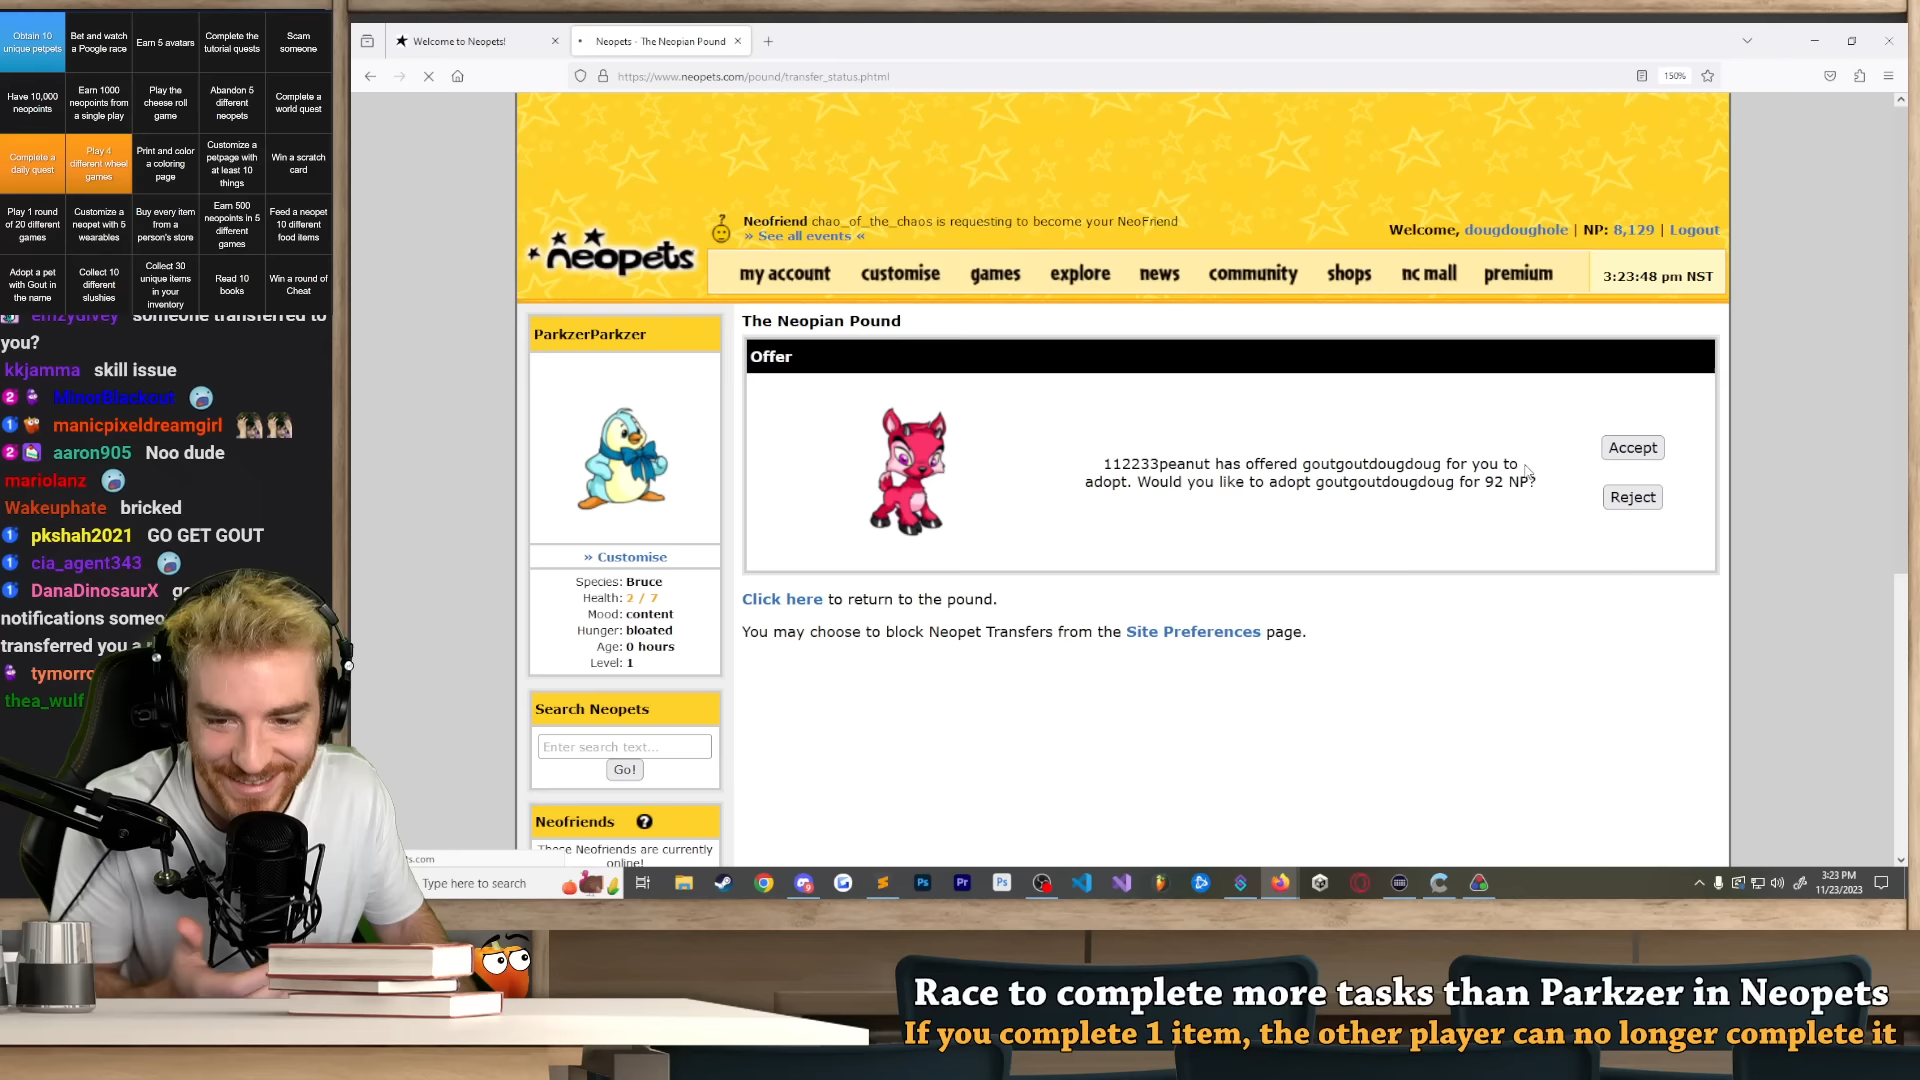 Obtain 10
unique petpets
Bet and watch
a Poogle race
Earn 5 avatars
Complete the
tutorial quests
Scam
someone
Have 10,000
neopoints
Earn 1000
neopoints from
a single play
Play the
cheese roll
game
Abandon 5
different
neopets
Complete a
world quest
Complete a
daily quest
Play 4
different wheel
games
Print and color
a coloring
page
Customize a
petpage with
at least 10
things
Win a scratch
card
Play 1 round
of 20 different
games
Customize a
neopet with 5
wearables
Buy every item
from a
person's store
Earn 500
neopoints in 5
different
games
Feed a neopet
10 different
food items
Adopt a pet
with Gout in
the name
Collect 10
different
slushies
Collect 30
unique items
in your
inventory
Read 10
books
Win a round of
Cheat
emzydivey someone transferred to
you?
kkjamma skill issue
MinorBlackout
manicpixeldreamgirl
aaron905 Noo dude
mariolanz
Wakeuphate bricked
pkshah2021 GO GET GOUT
cia_agent343
DanaDinosaurX
notifications
transferred you a
tymorro
thea_wulf
Welcome to Neopets!
Neopets - The Neopian Pound
https://www.neopets.com/pound/transfer_status.phtml
150%
Neofriend chao_of_the_chaos is requesting to become your NeoFriend
» See all events «
Welcome, dougdoughole | NP: 8,129 | Logout
neopets
my account customise games explore news community shops nc mall premium
3:23:48 pm NST
ParkzerParkzer
» Customise
Species: Bruce
Health: 2 / 7
Mood: content
Hunger: bloated
Age: 0 hours
Level: 1
Search Neopets
Enter search text...
Go!
Neofriends ?
These Neofriends are currently
online!
The Neopian Pound
Offer
112233peanut has offered goutgoutdougdoug for you to
adopt. Would you like to adopt goutgoutdougdoug for 92 NP?
Accept
Reject
Click here to return to the pound.
You may choose to block Neopet Transfers from the Site Preferences page.
Type here to search
3:23 PM
11/23/2023
Race to complete more tasks than Parkzer in Neopets
If you complete 1 item, the other player can no longer complete it